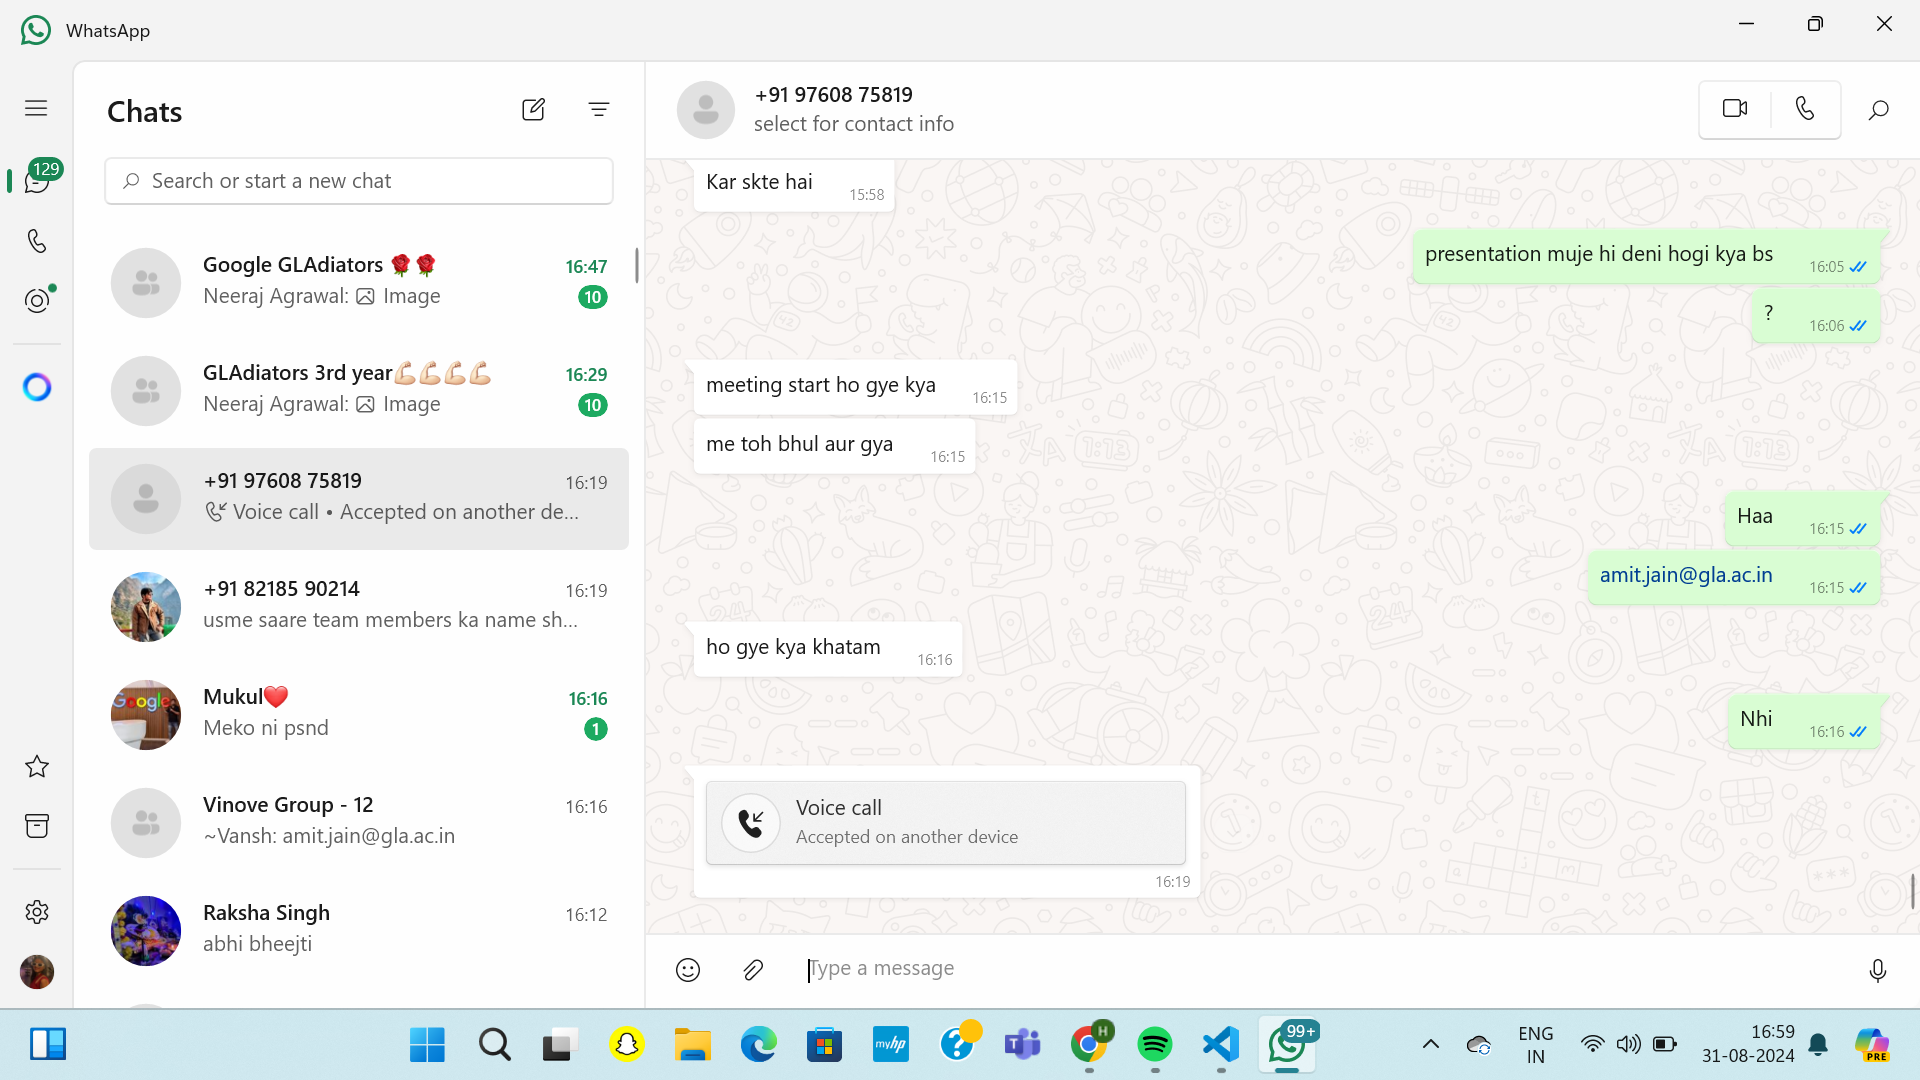 WhatsApp
129
Chats
Search or start a new chat
Google GLAdiators 🌹🌹
16:47
Neeraj Agrawal: Image
10
GLAdiators 3rd year💪🏻💪🏻💪🏻💪🏻
16:29
Neeraj Agrawal: Image
10
+91 97608 75819
16:19
Voice call • Accepted on another de...
+91 82185 90214
16:19
usme saare team members ka name sh...
Google
Mukul❤️
16:16
Meko ni psnd
1
Vinove Group - 12
16:16
~Vansh: amit.jain@gla.ac.in
Raksha Singh
16:12
abhi bheejti
+91 97608 75819
select for contact info
Kar skte hai
15:58
presentation muje hi deni hogi kya bs
16:05
?
16:06
meeting start ho gye kya
16:15
me toh bhul aur gya
16:15
Haa
16:15
amit.jain@gla.ac.in
16:15
ho gye kya khatam
16:16
Nhi
16:16
Voice call
Accepted on another device
16:19
Type a message
myhp
H
99+
ENG
IN
16:59
31-08-2024
PRE